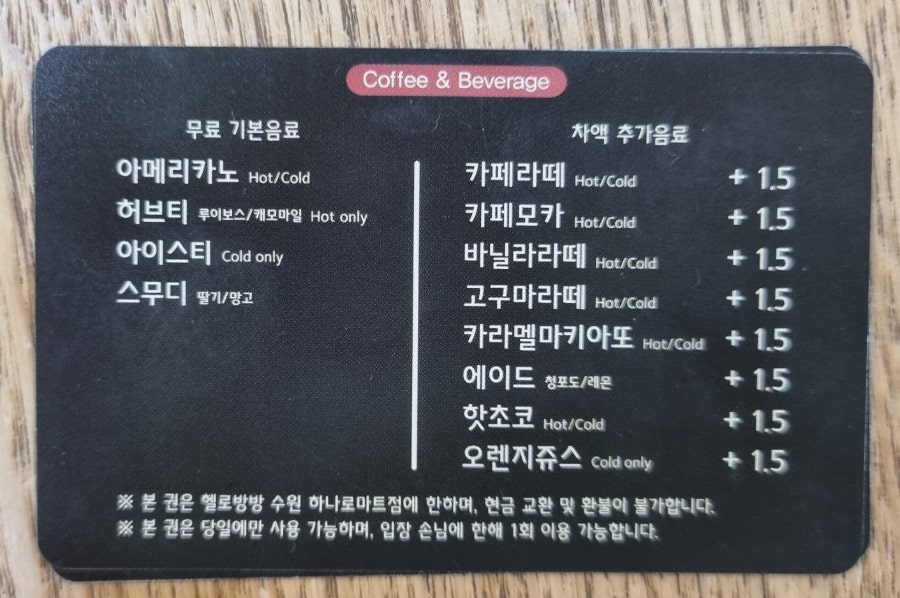 Coffee & Beverage
무료 기본음료
아메리카노 Hot/Cold
허브티 루이보스/캐모마일 Hot only
아이스티 Cold only
스무디 딸기/망고
차액 추가음료
카페라떼 Hot/Cold + 1.5
카페모카 Hot/Cold + 1.5
바닐라라떼 Hot/Cold + 1.5
고구마라떼 Hot/Cold + 1.5
카라멜마키아또 Hot/Cold + 1.5
에이드 청포도/레몬 + 1.5
핫초코 Hot/Cold + 1.5
오렌지쥬스 Cold only + 1.5
※ 본 권은 헬로방방 수원 하나로마트점에 한하며, 현금 교환 및 환불이 불가합니다.
※ 본 권은 당일에만 사용 가능하며, 입장 손님에 한해 1회 이용 가능합니다.